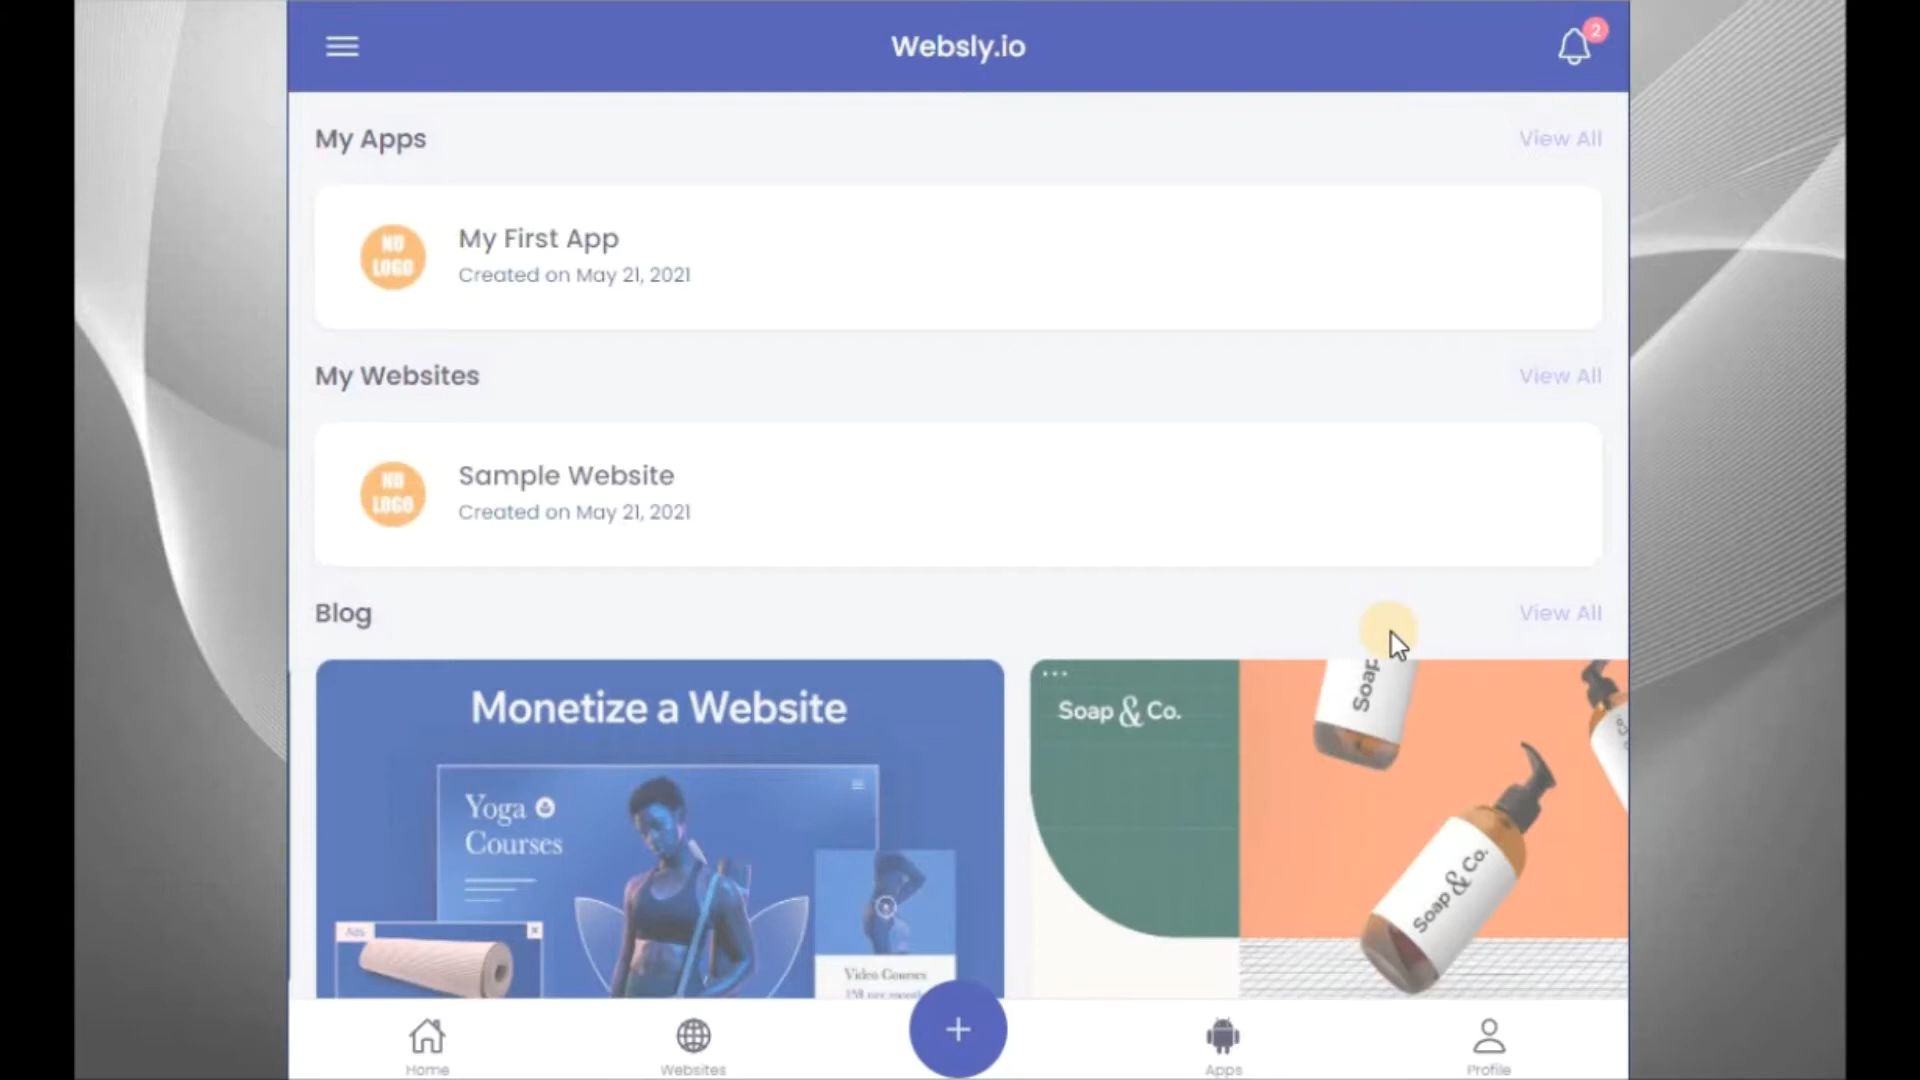 Websly.io
2
My Apps
View All
NO
LOGO
My First App
Created on May 21, 2021
My Websites
View All
NO
LOGO
Sample Website
Created on May 21, 2021
Blog
View All
Monetize a Website
Yoga
Courses
Ads
Video Courses
Soap & Co.
Soap
Soap & Co.
Home
Websites
+
Apps
Profile